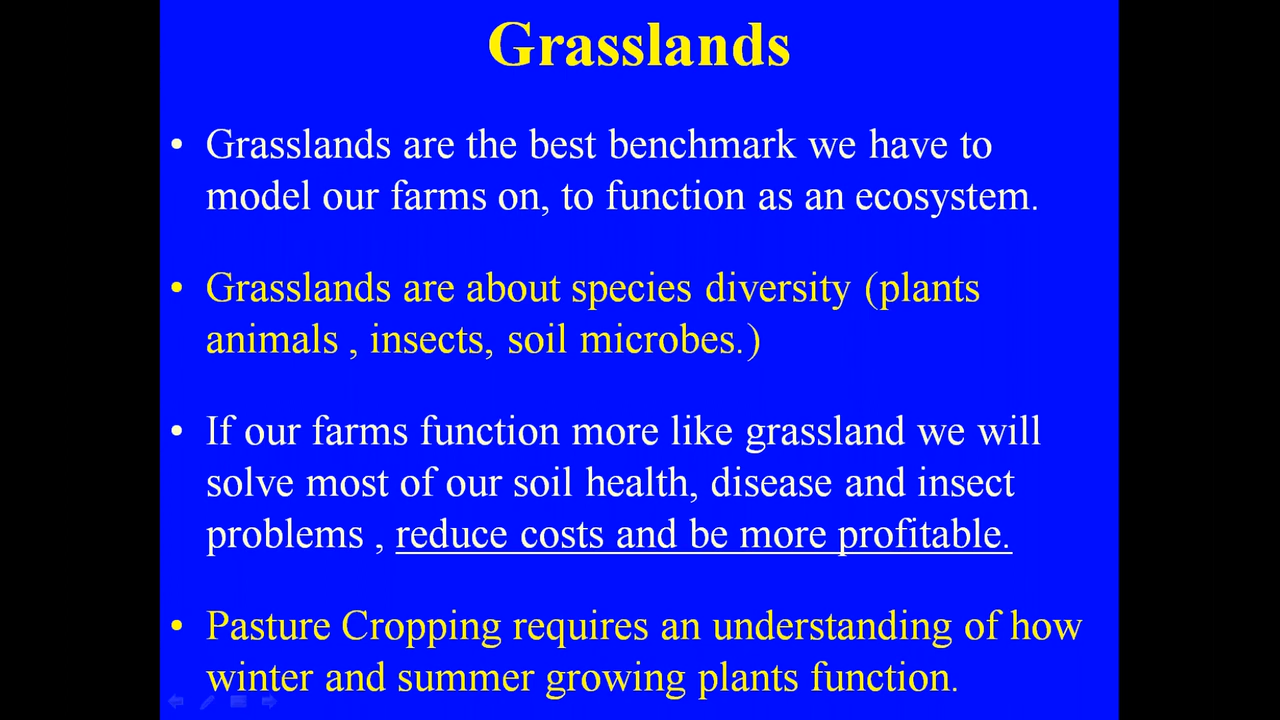 Grasslands
• Grasslands are the best benchmark we have to
model our farms on, to function as an ecosystem.
• Grasslands are about species diversity (plants
animals , insects, soil microbes.)
• If our farms function more like grassland we will
solve most of our soil health, disease and insect
problems , reduce costs and be more profitable.
• Pasture Cropping requires an understanding of how
winter and summer growing plants function.